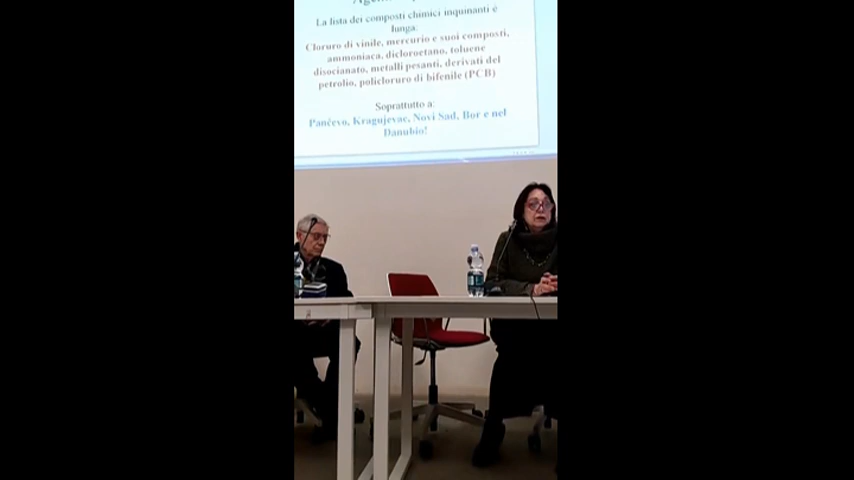 La lista dei composti chimici inquinanti è
lunga:
Cloruro di vinile, mercurio e suoi composti,
ammoniaca, dicloroetano, toluene
disocianato, metalli pesanti, derivati del
petrolio, policloruro di bifenile (PCB)
Soprattutto a:
Pančevo, Kragujevac, Novi Sad, Bor e nel
Danubio!